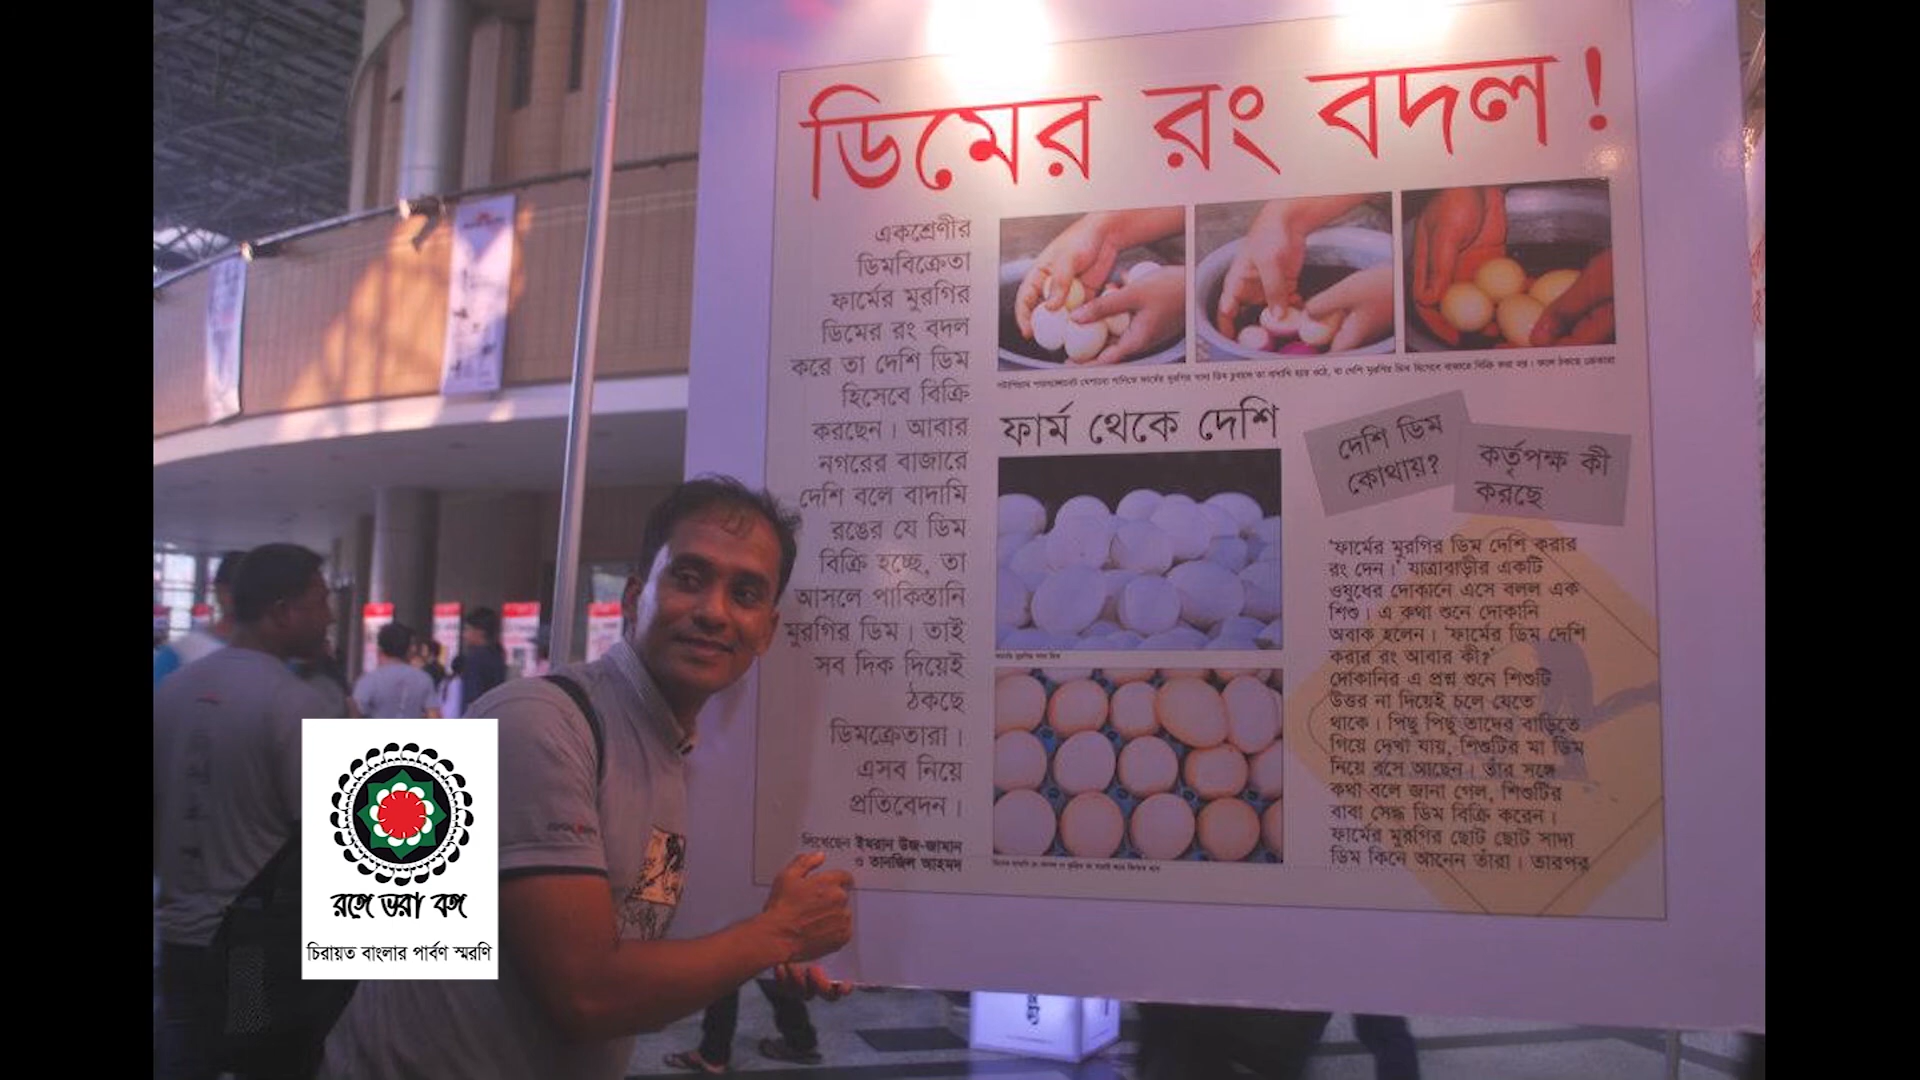 ডিমের রং বদল!
একশ্রেণীর
ডিমবিক্রেতা
ফার্মের মুরগির
ডিমের রং বদল
করে তা দেশি ডিম
হিসেবে বিক্রি
করছেন। আবার
নগরের বাজারে
দেশি বলে বাদামি
রঙের যে ডিম
বিক্রি হচ্ছে, তা
আসলে পাকিস্তানি
মুরগির ডিম। তাই
সব দিক দিয়েই
ঠকছে
ডিমক্রেতারা।
এসব নিয়ে
প্রতিবেদন।
লিখেছেন ইমরান উজ-জামান
ও তানজিল আহমদ
ফার্ম থেকে দেশি
দেশি ডিম
কোথায়?
কর্তৃপক্ষ কী
করছে
'ফার্মের মুরগির ডিম দেশি করার
রং দেন।' যাত্রাবাড়ীর একটি
ওষুধের দোকানে এসে বলল এক
শিশু। এ কথা শুনে দোকানি
অবাক হলেন। 'ফার্মের ডিম দেশি
করার রং আবার কী?'
দোকানির এ প্রশ্ন শুনে শিশুটি
উত্তর না দিয়েই চলে যেতে
থাকে। পিছু পিছু তাদের বাড়িতে
গিয়ে দেখা যায়, শিশুটির মা ডিম
নিয়ে বসে আছেন। তাঁর সঙ্গে
কথা বলে জানা গেল, শিশুটির
বাবা সেদ্ধ ডিম বিক্রি করেন।
ফার্মের মুরগির ছোট ছোট সাদা
ডিম কিনে আনেন তাঁরা। তারপর
রঙ্গে ভরা বঙ্গ
চিরায়ত বাংলার পার্বণ স্মরণি